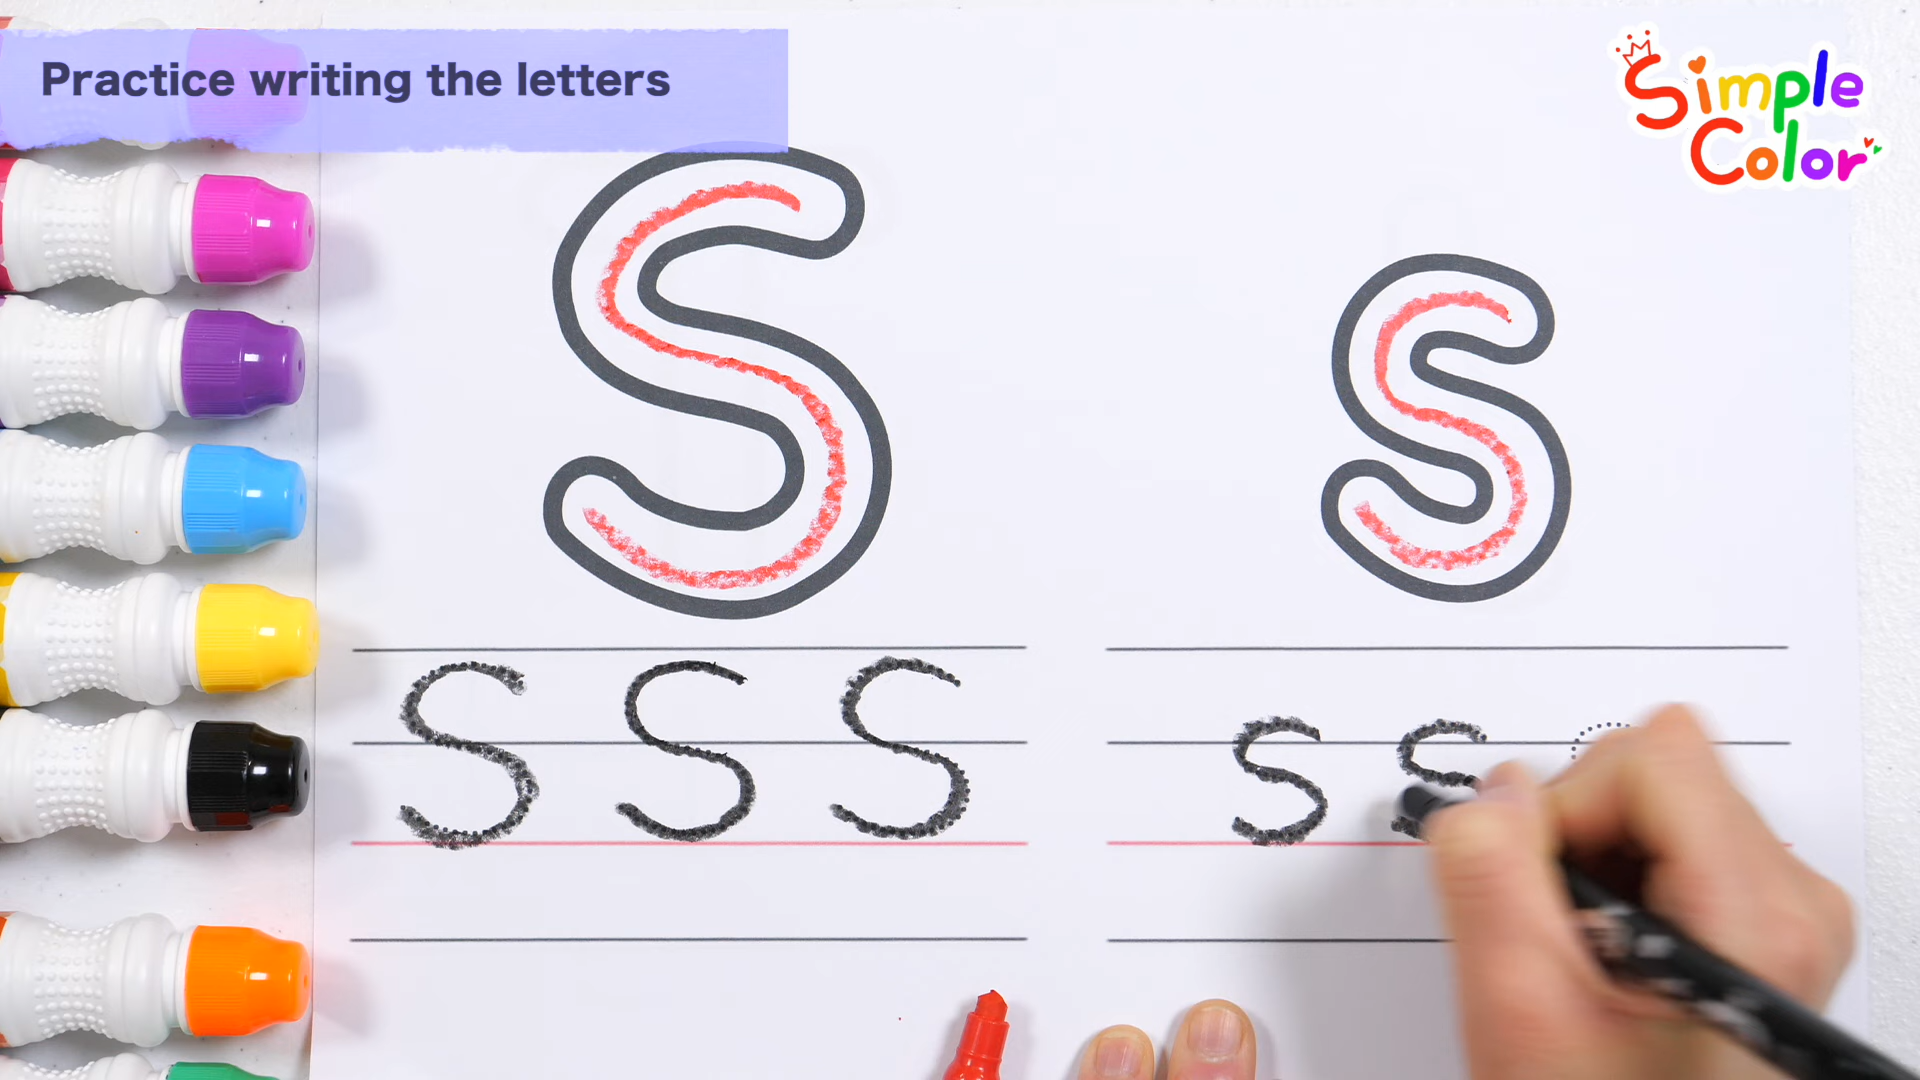 Practice writing the letters
Simple
Color
S s
S S S s s